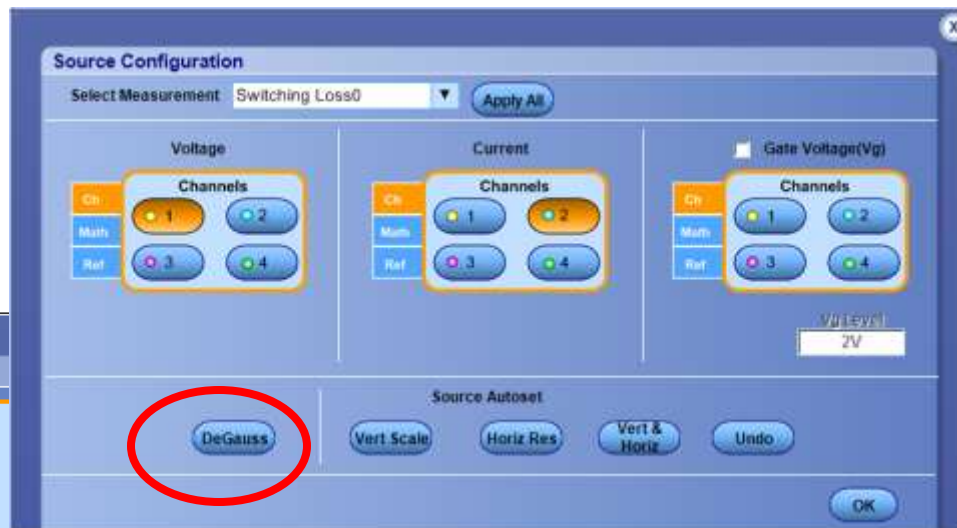 X
Source Configuration
Select Measurement Switching Loss0 Apply All
Voltage Current Gate Voltage(Vg)
Channels Channels Channels
Ch 1 2 Ch 1 2 Ch 1 2
Math Math Math
Ref 3 4 Ref 3 4 Ref 3 4
Vg Level
2V
Source Autoset
DeGauss Vert Scale Horiz Res Vert & Horiz Undo
OK